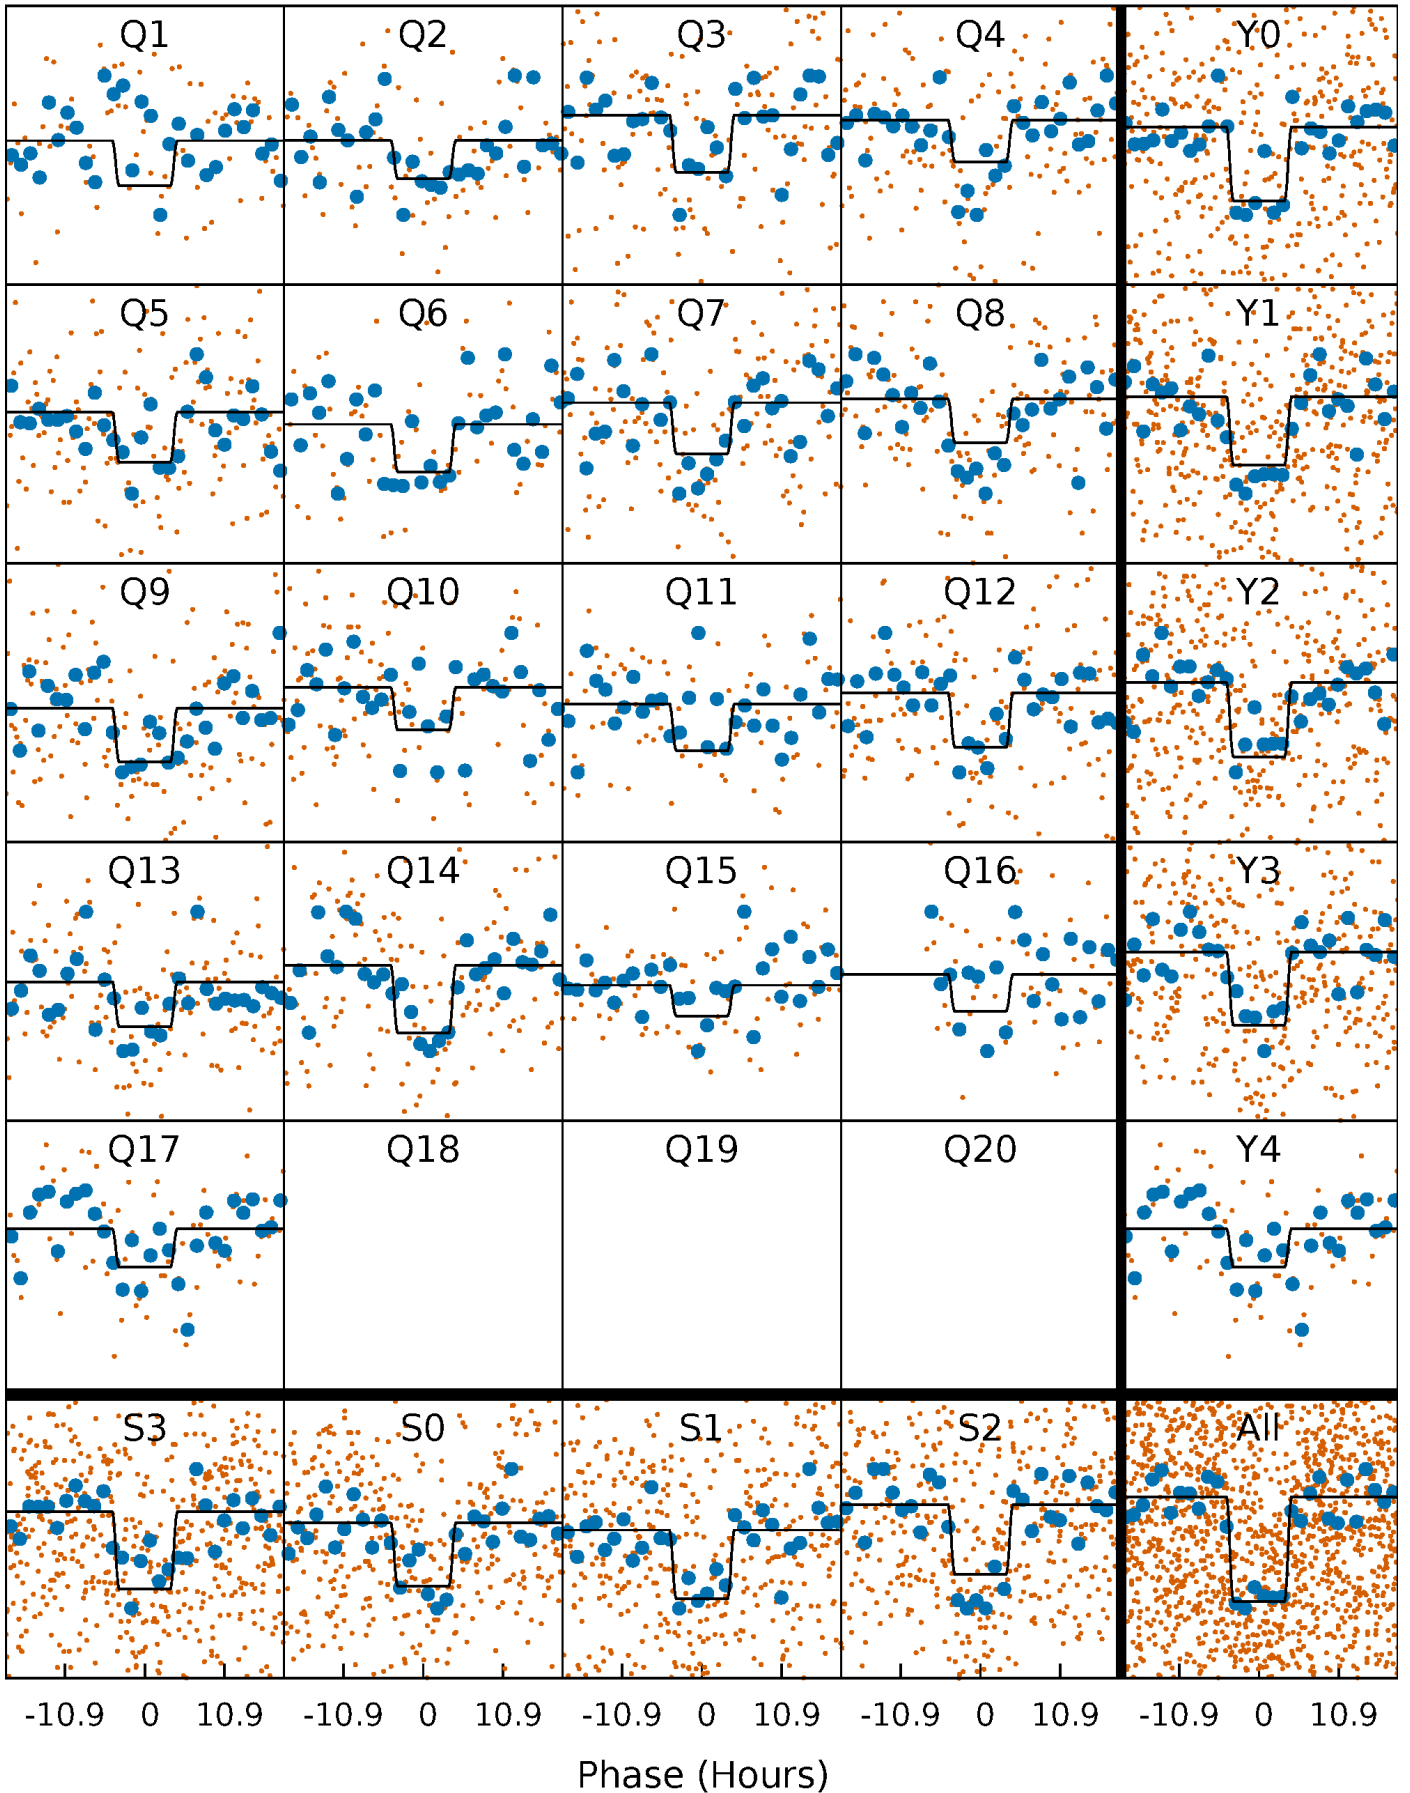 Q1 Q2 Q3 Q4 Y0
Q5 Q6 Q7 Q8 Y1
Q9 Q10 Q11 Q12 Y2
Q13 Q14 Q15 Q16 Y3
Q17 Q18 Q19 Q20 Y4
S3 S0 S1 S2 All
-10.9 0 10.9 -10.9 0 10.9 -10.9 0 10.9 -10.9 0 10.9 -10.9 0 10.9
Phase (Hours)